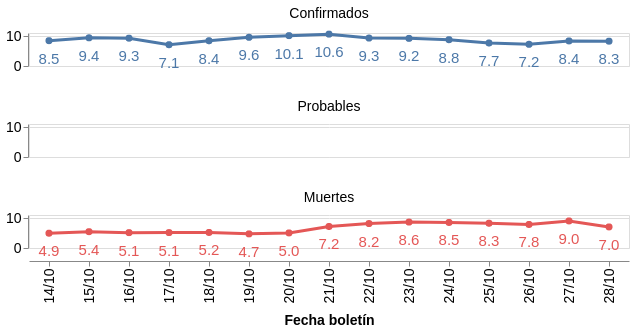 Confirmados
10
0
8.5 9.4 9.3 7.1 8.4 9.6 10.1 10.6 9.3 9.2 8.8 7.7 7.2 8.4 8.3
Probables
10
0
Muertes
10
0
4.9 5.4 5.1 5.1 5.2 4.7 5.0 7.2 8.2 8.6 8.5 8.3 7.8 9.0 7.0
14/10 15/10 16/10 17/10 18/10 19/10 20/10 21/10 22/10 23/10 24/10 25/10 26/10 27/10 28/10
Fecha boletín